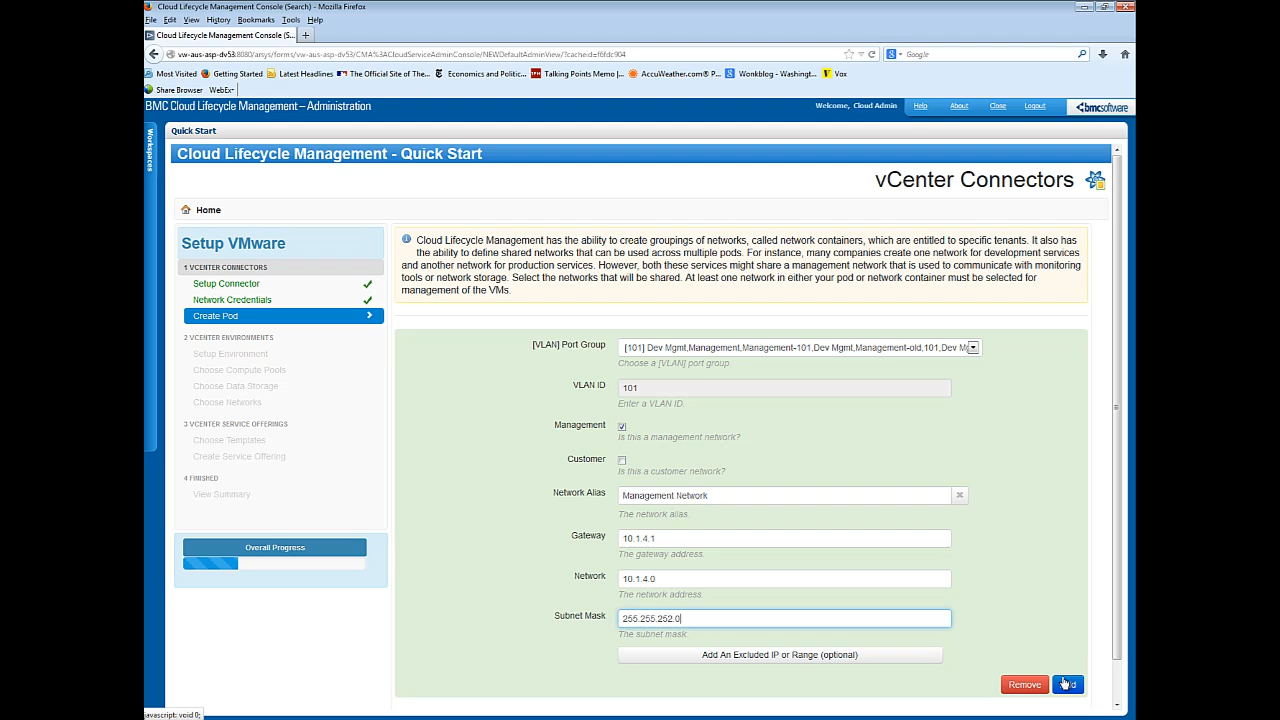 Cloud Lifecycle Management Console (Search) - Mozilla Firefox
File Edit View History Bookmarks Tools Help
Cloud Lifecycle Management Console (S...
vw-aus-asp-dv53:8080/arsys/forms/vw-aus-asp-dv53/CMA%3ACloudServiceAdminConsole/NEWDefaultAdminView/?cacheid=f6fdc904
Google
Most Visited Getting Started Latest Headlines The Official Site of The... Economics and Politic... TPM Talking Points Memo |... AccuWeather.com® P... Wonkblog - Washingt... Vox
Share Browser WebEx
BMC Cloud Lifecycle Management – Administration
Welcome, Cloud Admin Help About Close Logout bmcsoftware
Workspaces
Quick Start
Cloud Lifecycle Management - Quick Start
vCenter Connectors
Home
Setup VMware
1 VCENTER CONNECTORS
Setup Connector
Network Credentials
Create Pod
2 VCENTER ENVIRONMENTS
Setup Environment
Choose Compute Pools
Choose Data Storage
Choose Networks
3 VCENTER SERVICE OFFERINGS
Choose Templates
Create Service Offering
4 FINISHED
View Summary
Overall Progress
Cloud Lifecycle Management has the ability to create groupings of networks, called network containers, which are entitled to specific tenants. It also has
the ability to define shared networks that can be used across multiple pods. For instance, many companies create one network for development services
and another network for production services. However, both these services might share a management network that is used to communicate with monitoring
tools or network storage. Select the networks that will be shared. At least one network in either your pod or network container must be selected for
management of the VMs.
[VLAN] Port Group [101] Dev Mgmt,Management,Management-101,Dev Mgmt,Management-old,101,Dev
Choose a [VLAN] port group.
VLAN ID 101
Enter a VLAN ID.
Management
Is this a management network?
Customer
Is this a customer network?
Network Alias Management Network
The network alias.
Gateway 10.1.4.1
The gateway address.
Network 10.1.4.0
The network address.
Subnet Mask 255.255.252.0
The subnet mask.
Add An Excluded IP or Range (optional)
Remove
javascript: void 0;